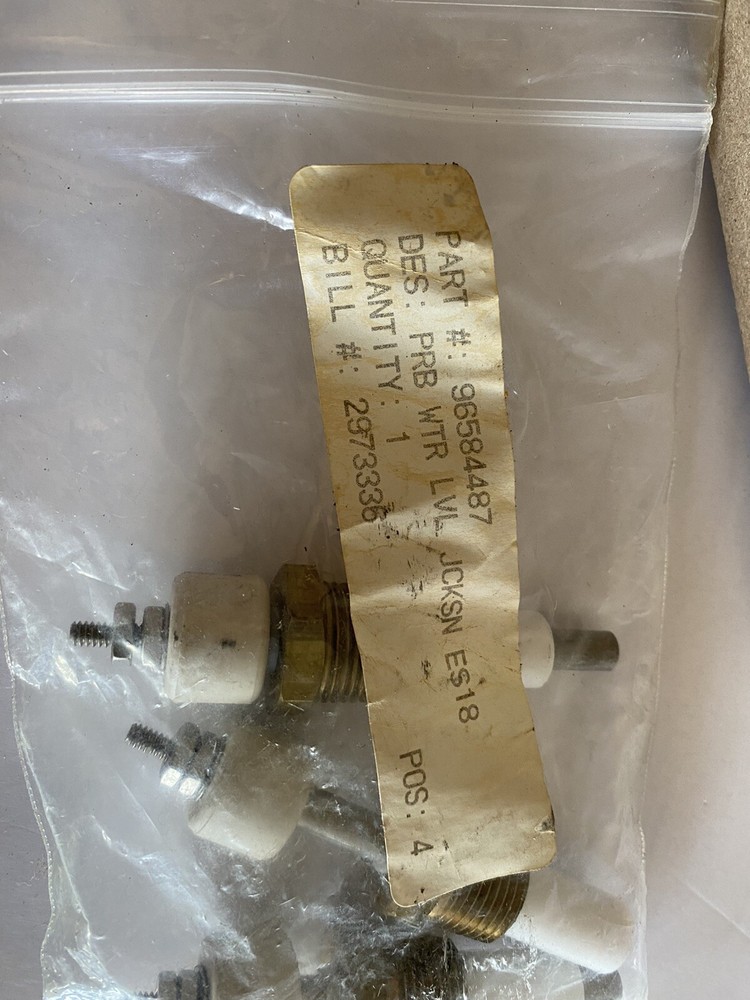 PART #: 96584487
DES: PRB WTR LVL JCKSN ES18
QUANTITY: 1 POS: 4
BILL #: 2973336